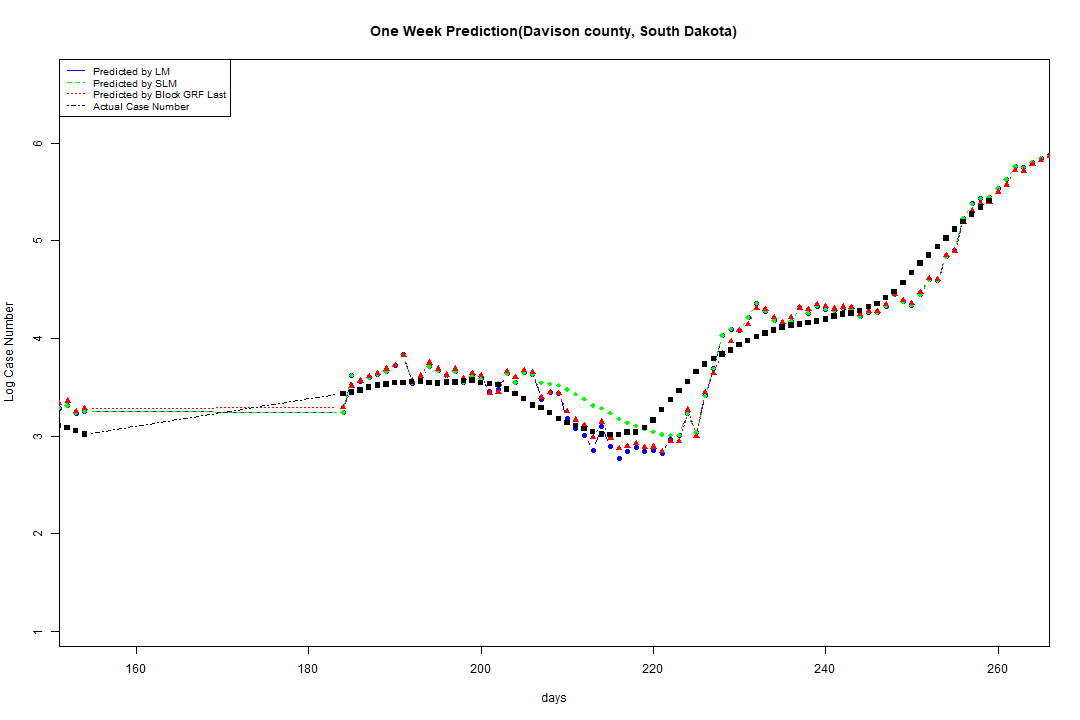 One Week Prediction(Davison county, South Dakota)
Predicted by LM
Predicted by SLM
Predicted by Block GRF Last
Actual Case Number
Log Case Number
6
5
4
3
2
1
160 180 200 220 240 260
days